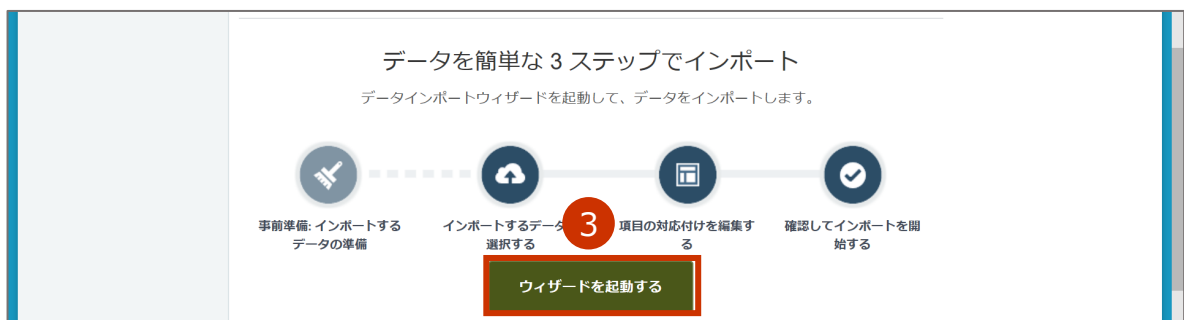 データを簡単な 3 ステップでインポート
データインポートウィザードを起動して、データをインポートします。
事前準備: インポートする
データの準備
インポートするデータ
選択する
3
項目の対応付けを編集す
る
確認してインポートを開
始する
ウィザードを起動する